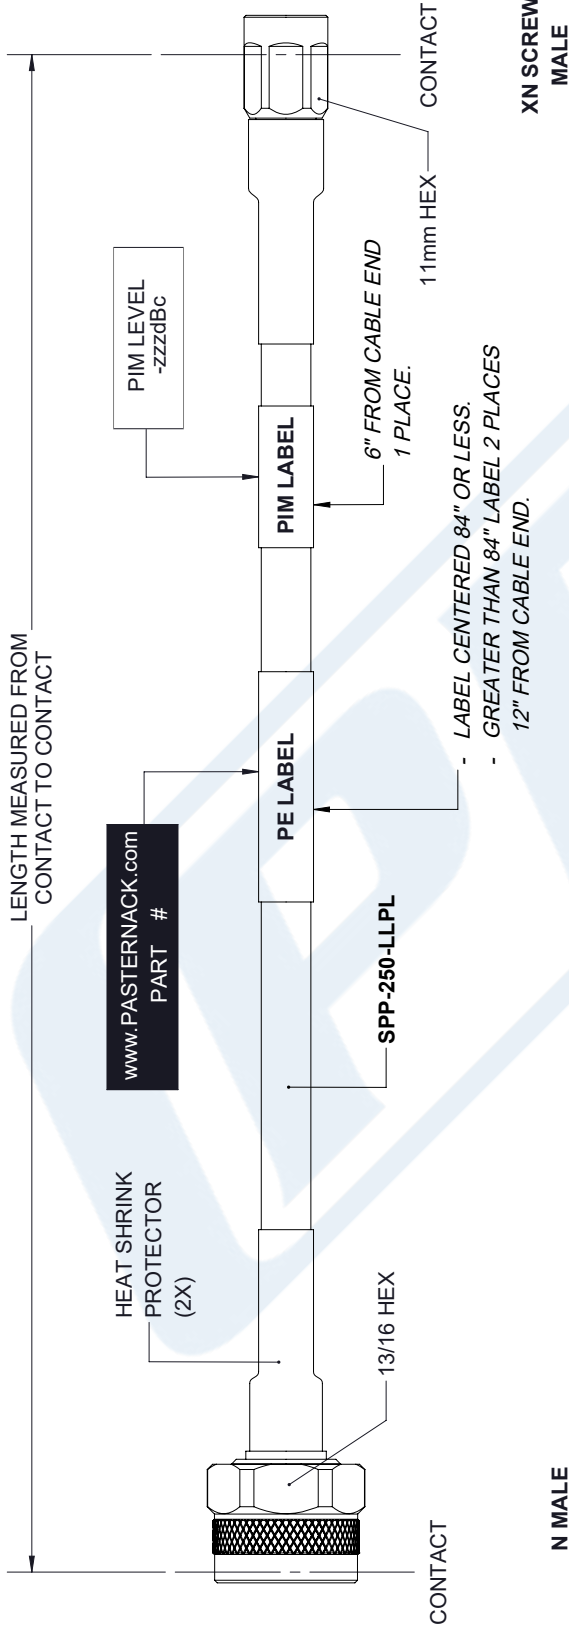 LENGTH MEASURED FROM
CONTACT TO CONTACT
HEAT SHRINK
PROTECTOR
(2X)
www.PASTERNACK.com
PART #
PIM LEVEL
-zzzdBc
PE LABEL
PIM LABEL
13/16 HEX
SPP-250-LLPL
- LABEL CENTERED 84" OR LESS.
- GREATER THAN 84" LABEL 2 PLACES
12" FROM CABLE END.
6" FROM CABLE END
1 PLACE.
11mm HEX
CONTACT
CONTACT
N MALE
XN SCREW
MALE